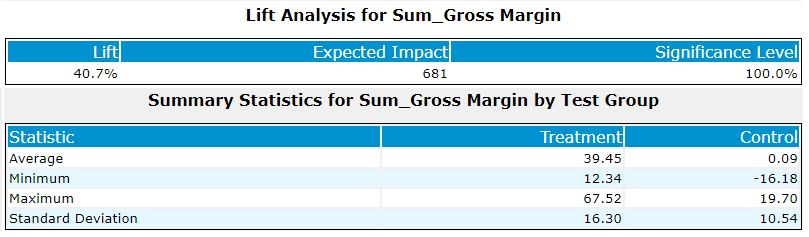 Lift Analysis for Sum_Gross Margin
Lift Expected Impact Significance Level
40.7% 681 100.0%
Summary Statistics for Sum_Gross Margin by Test Group
Statistic Treatment Control
Average 39.45 0.09
Minimum 12.34 -16.18
Maximum 67.52 19.70
Standard Deviation 16.30 10.54